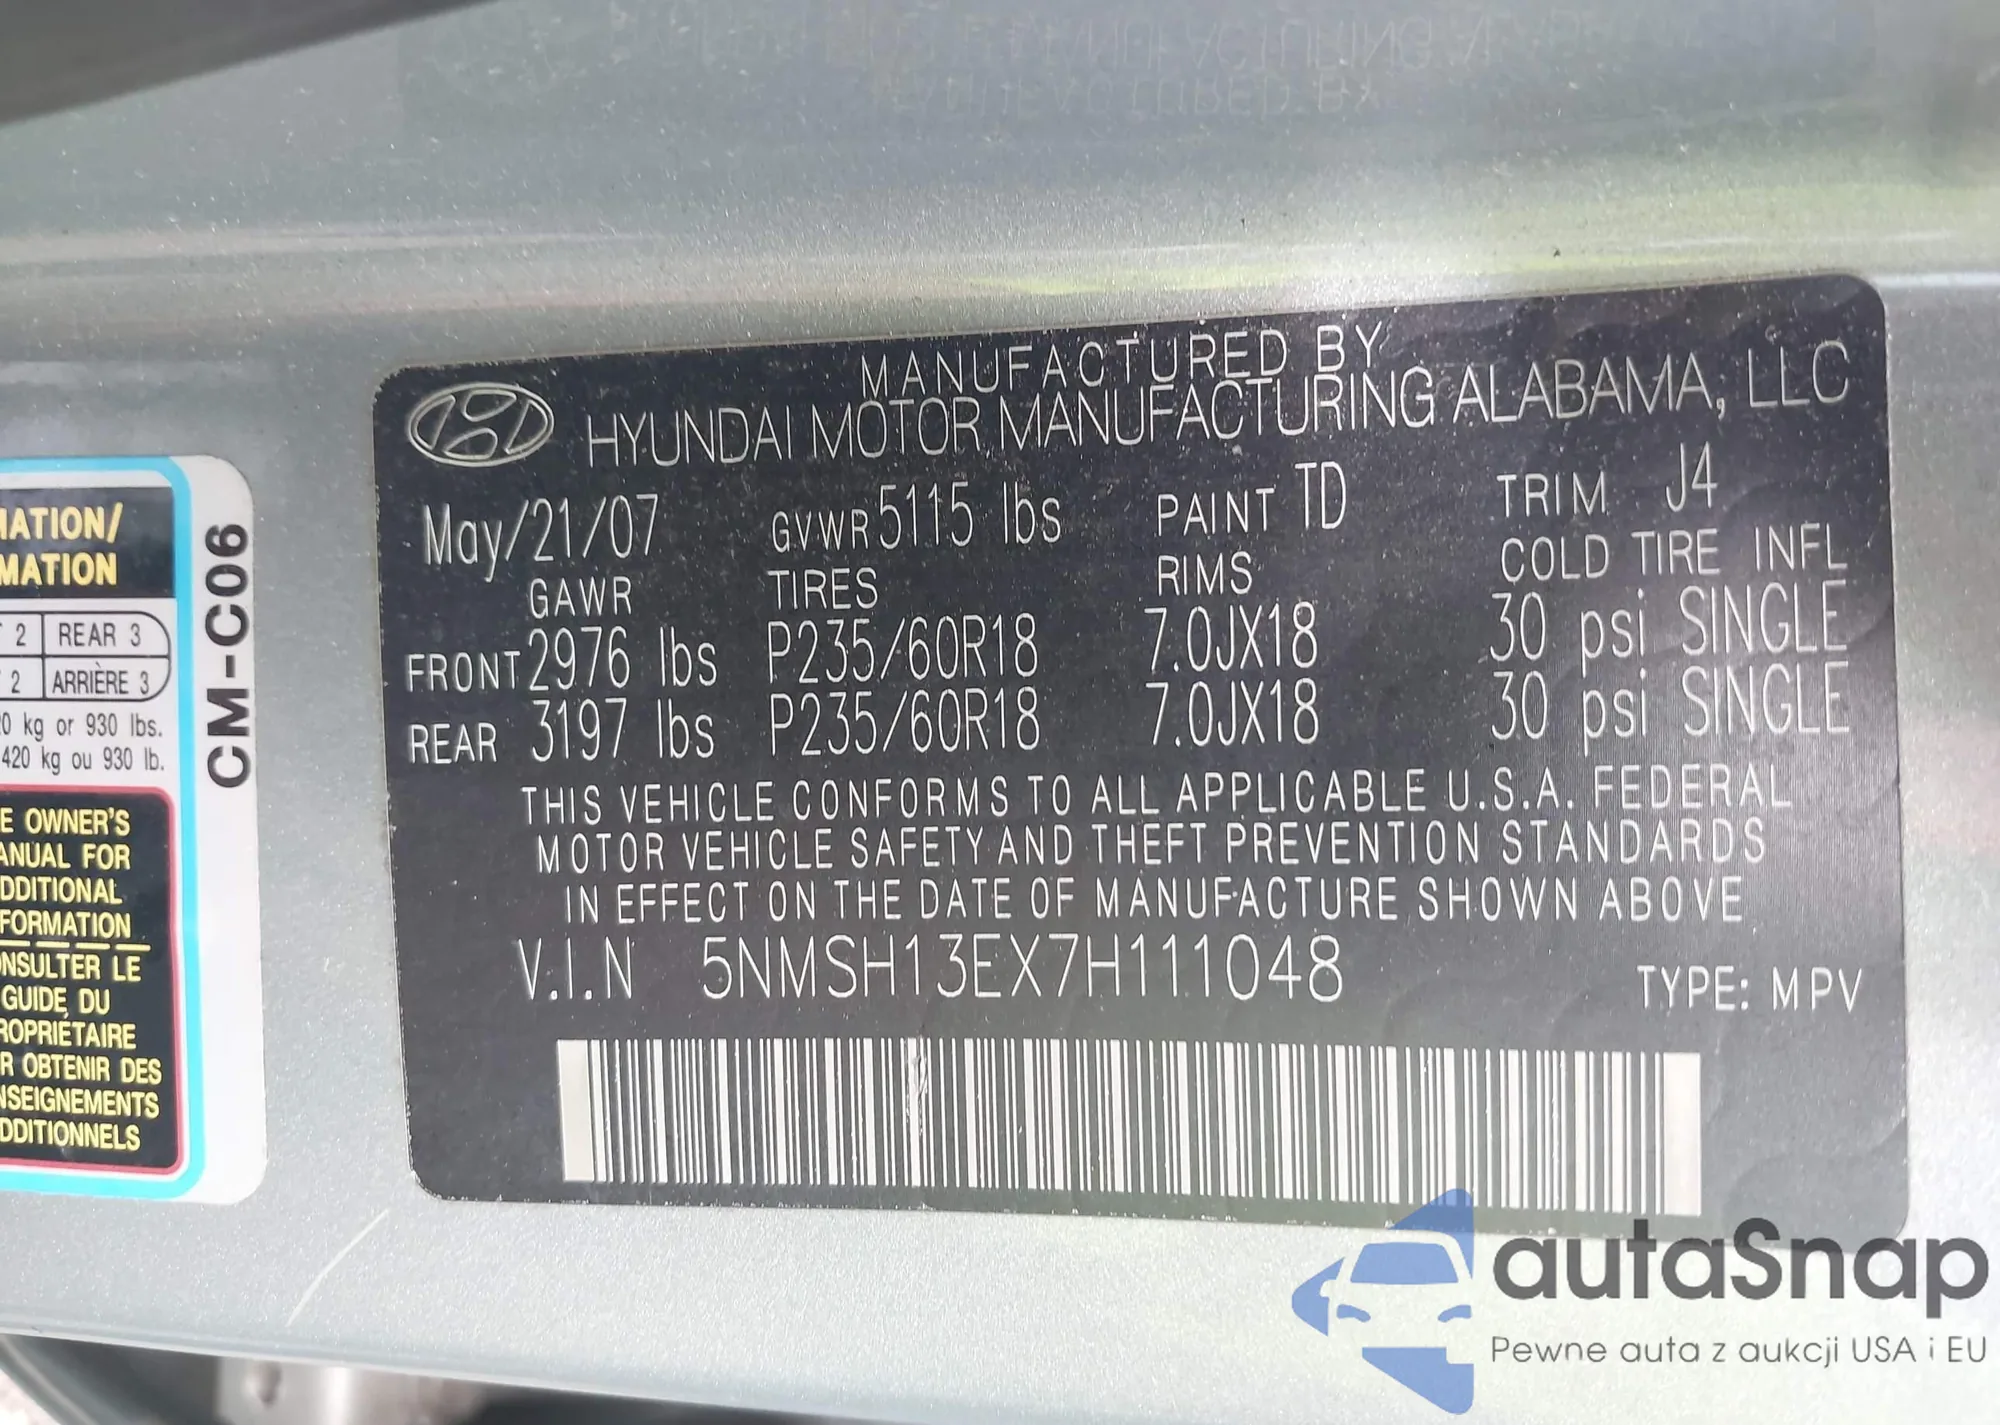 MANUFACTURED BY
HYUNDAI MOTOR MANUFACTURING ALABAMA, LLC
May/21/07 GVWR 5115 lbs PAINT TD TRIM J4
GAWR TIRES RIMS COLD TIRE INFL
FRONT 2976 lbs P235/60R18 7.0JX18 30 psi SINGLE
REAR 3197 lbs P235/60R18 7.0JX18 30 psi SINGLE
THIS VEHICLE CONFORMS TO ALL APPLICABLE U.S.A. FEDERAL
MOTOR VEHICLE SAFETY AND THEFT PREVENTION STANDARDS
IN EFFECT ON THE DATE OF MANUFACTURE SHOWN ABOVE
V.I.N 5NMSH13EX7H111048
TYPE: MPV
MATION/
MATION
2 REAR 3
2 ARRIÈRE 3
0 kg or 930 lbs.
420 kg ou 930 lb.
E OWNER'S
ANUAL FOR
DDITIONAL
FORMATION
ONSULTER LE
GUIDE DU
ROPRIÉTAIRE
R OBTENIR DES
NSEIGNEMENTS
DDITIONNELS
CM-C06
autaSnap
Pewne auta z aukcji USA i EU